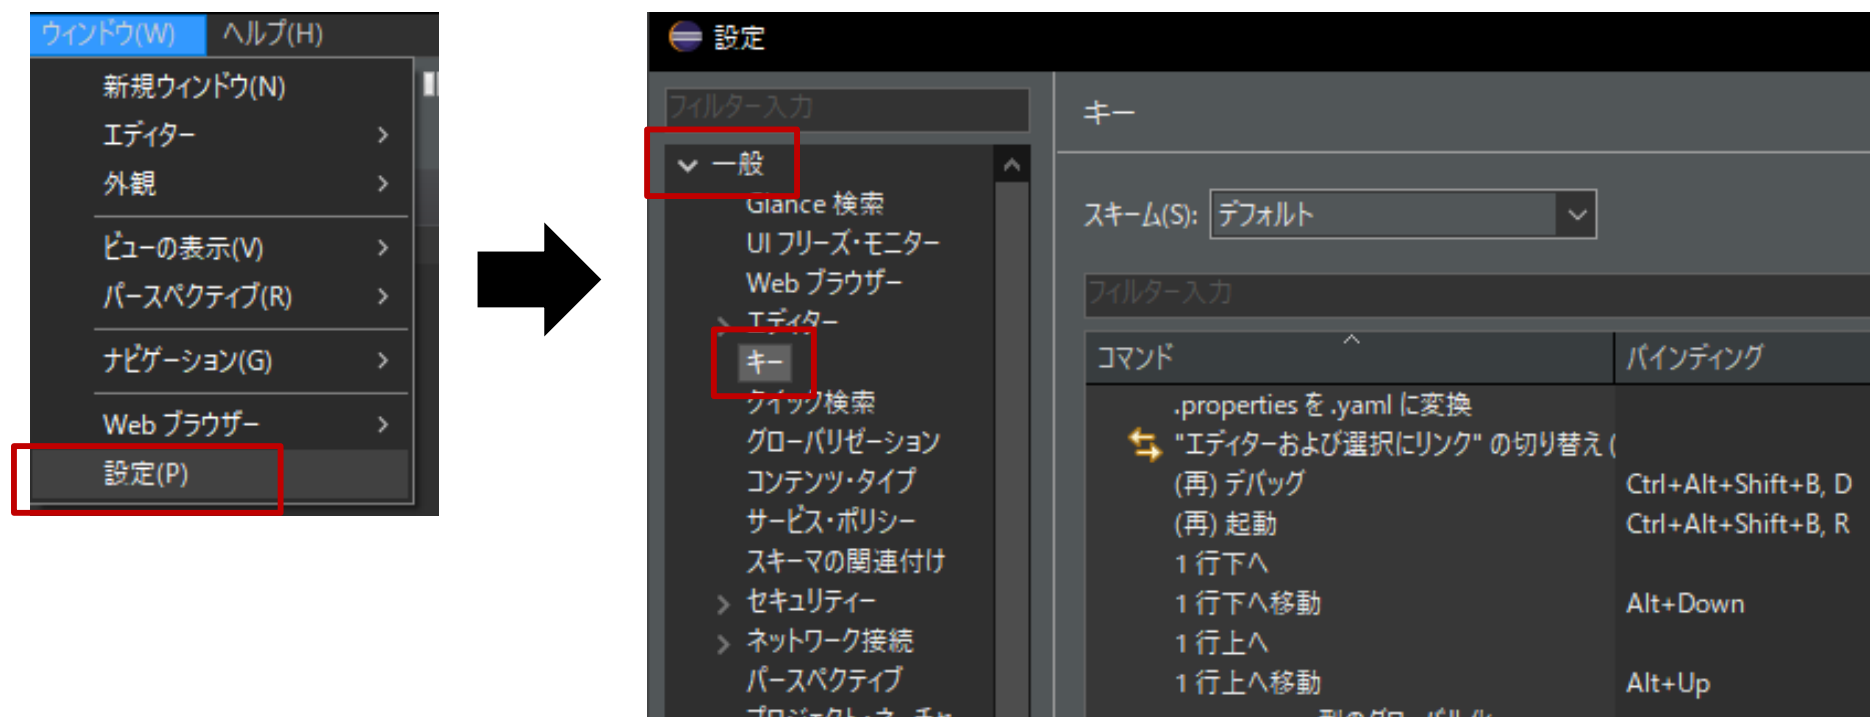 ウィンドウ(W) ヘルプ(H)
新規ウィンドウ(N)
エディター
外観
ビューの表示(V)
パースペクティブ(R)
ナビゲーション(G)
Web ブラウザー
設定(P)
設定
フィルター入力
一般
Glance 検索
UI フリーズ・モニター
Web ブラウザー
エディター
キー
クイック検索
グローバリゼーション
コンテンツ・タイプ
サービス・ポリシー
スキーマの関連付け
セキュリティー
ネットワーク接続
パースペクティブ
キー
スキーム(S): デフォルト
フィルター入力
コマンド バインディング
.properties を .yaml に変換
"エディターおよび選択にリンク" の切り替え (
(再) デバッグ Ctrl+Alt+Shift+B, D
(再) 起動 Ctrl+Alt+Shift+B, R
1 行下へ
1 行下へ移動 Alt+Down
1 行上へ
1 行上へ移動 Alt+Up